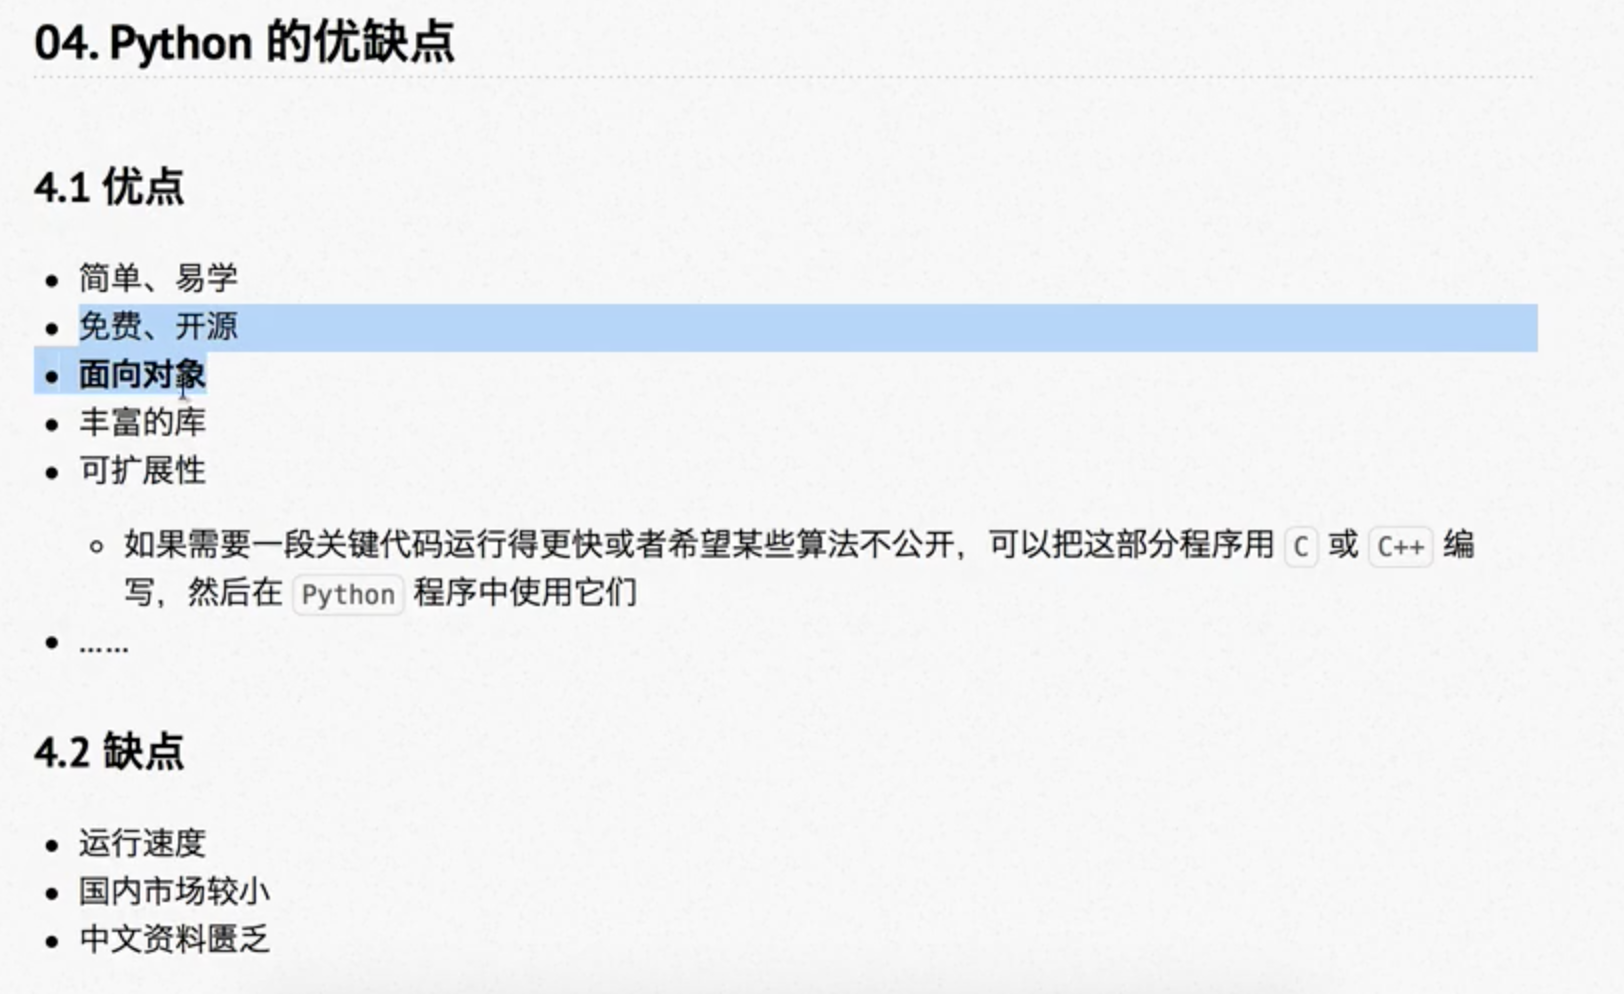 04. Python 的优缺点
4.1 优点
• 简单、易学
• 免费、开源
• 面向对象
• 丰富的库
• 可扩展性
◦ 如果需要一段关键代码运行得更快或者希望某些算法不公开，可以把这部分程序用 C 或 C++ 编
写，然后在 Python 程序中使用它们
• ……
4.2 缺点
• 运行速度
• 国内市场较小
• 中文资料匮乏